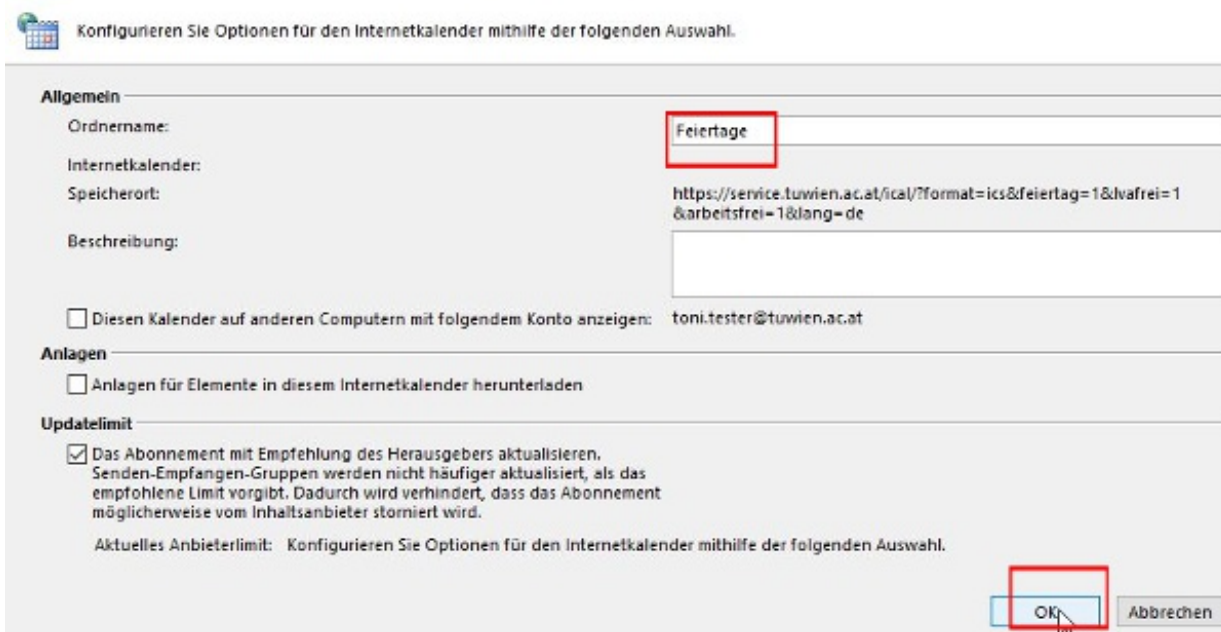 Konfigurieren Sie Optionen für den Internetkalender mithilfe der folgenden Auswahl.
Allgemein
Ordnername:
Feiertage
Internetkalender:
Speicherort:
https://service.tuwien.ac.at/ical/?format=ics&feiertag=1&lvafrei=1
&arbeitsfrei=1&lang=de
Beschreibung:
Diesen Kalender auf anderen Computern mit folgendem Konto anzeigen:
toni.tester@tuwien.ac.at
Anlagen
Anlagen für Elemente in diesem Internetkalender herunterladen
Updatelimit
Das Abonnement mit Empfehlung des Herausgebers aktualisieren.
Senden-Empfangen-Gruppen werden nicht häufiger aktualisiert, als das
empfohlene Limit vorgibt. Dadurch wird verhindert, dass das Abonnement
möglicherweise vom Inhaltsanbieter storniert wird.
Aktuelles Anbieterlimit: Konfigurieren Sie Optionen für den Internetkalender mithilfe der folgenden Auswahl.
OK
Abbrechen